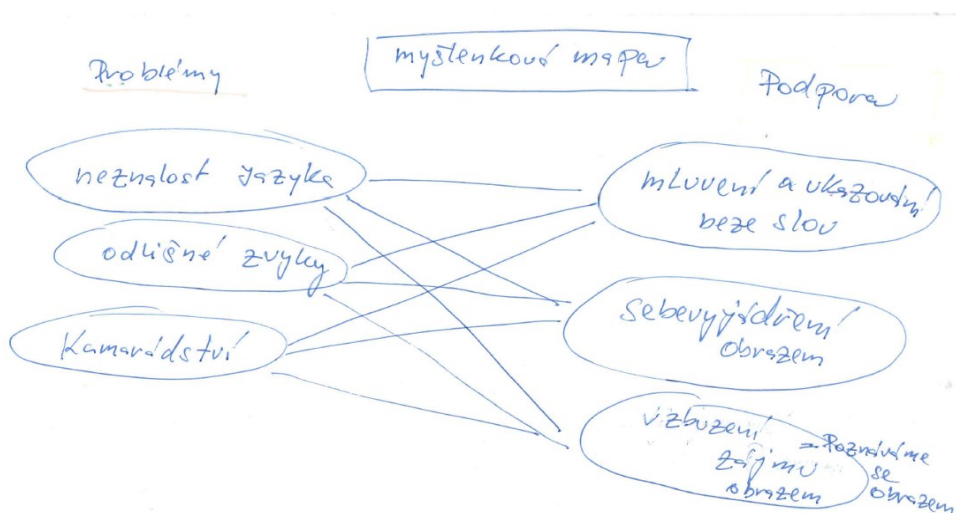 myšlenková mapa
Problémy
Podpora
neznalost jazyka
odlišné zvyky
Kamarádství
mluvení a ukazování
beze slov
sebevyjádření
obrazem
vzbuzení
zájmu
obrazem
= Poznáváme
se
obrazem